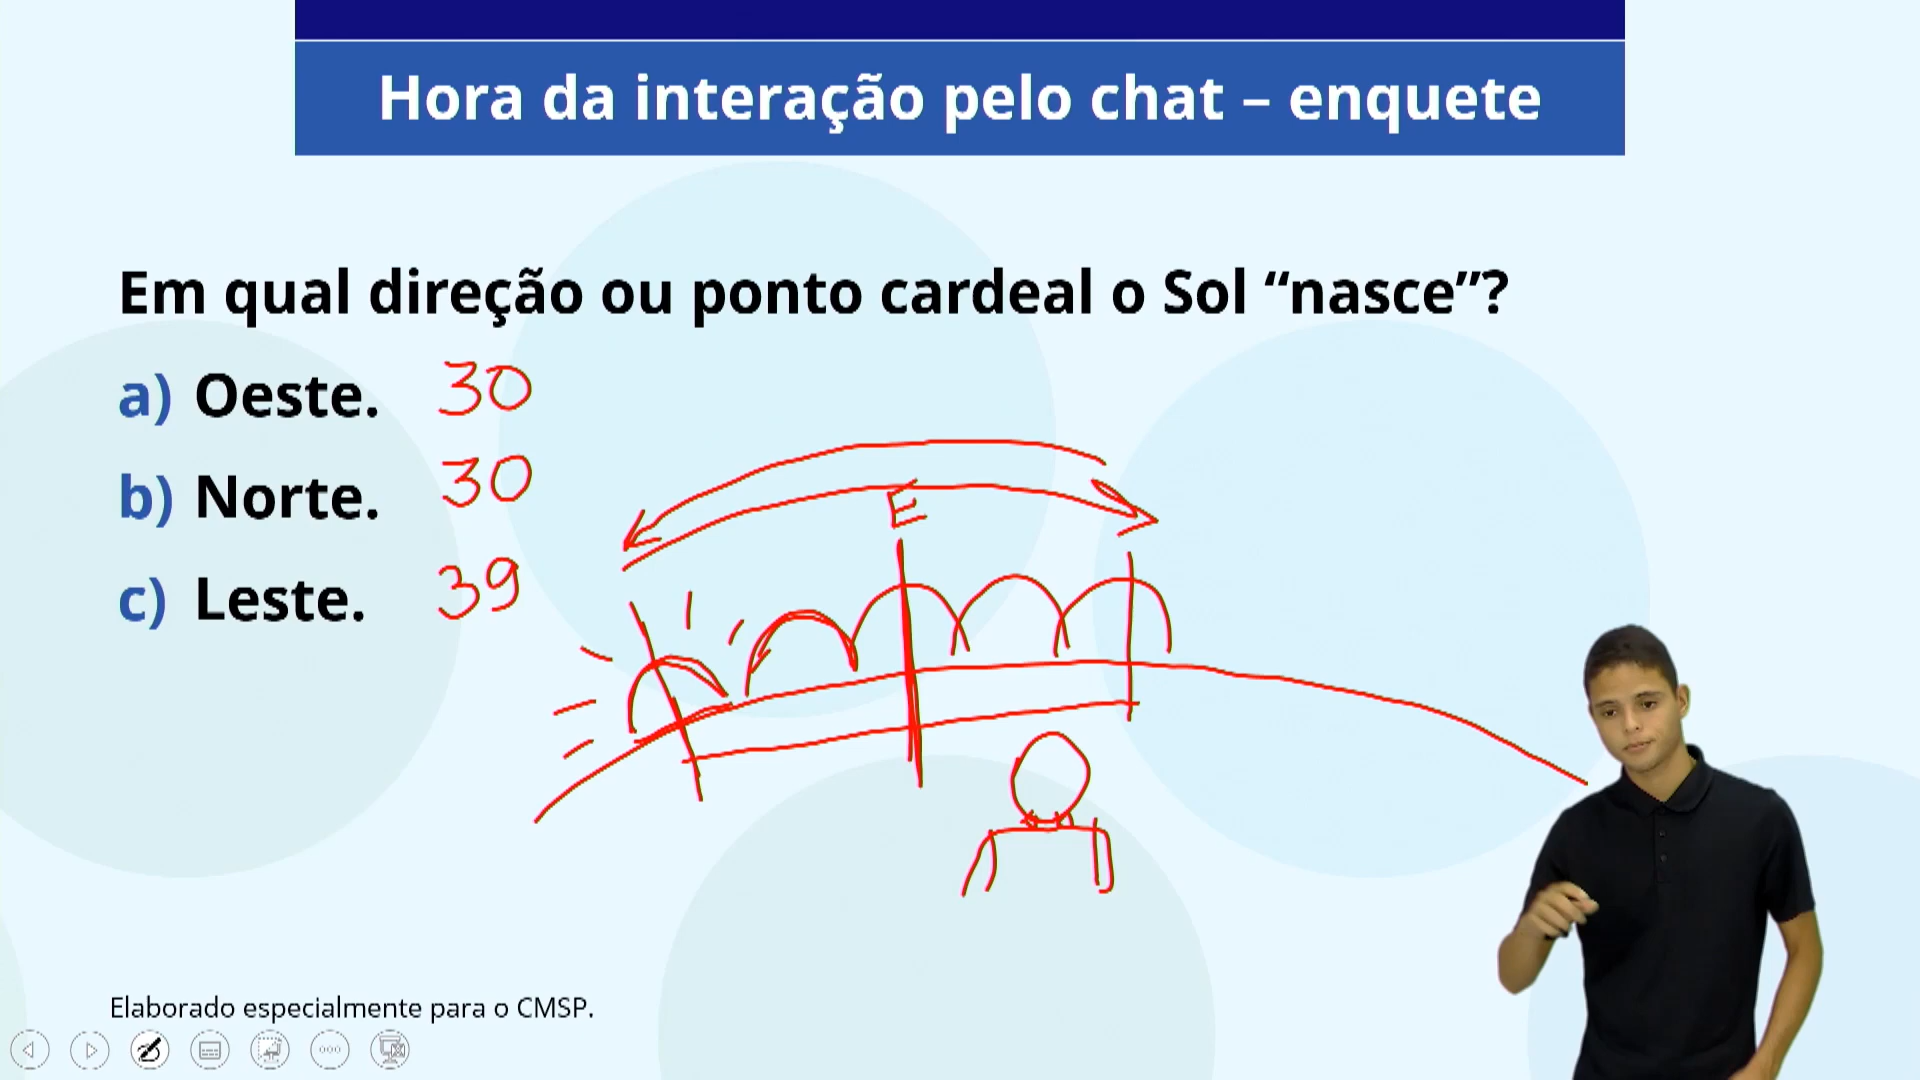 Hora da interação pelo chat – enquete
Em qual direção ou ponto cardeal o Sol “nasce”?
a) Oeste. 30
b) Norte. 30
E
c) Leste. 39
Elaborado especialmente para o CMSP.